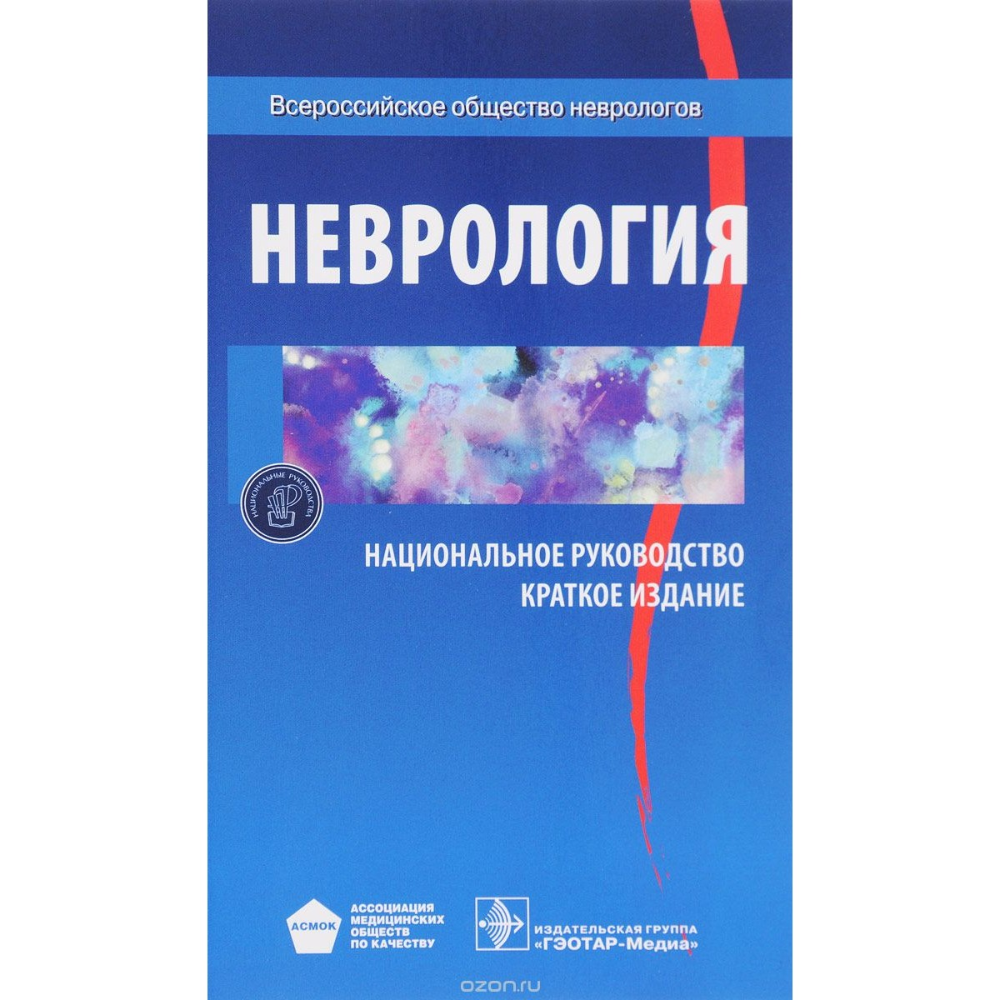 Всероссийское общество неврологов
НЕВРОЛОГИЯ
НАЦИОНАЛЬНЫЕ РУКОВОДСТВА
НАЦИОНАЛЬНОЕ РУКОВОДСТВО
КРАТКОЕ ИЗДАНИЕ
АСМОК
АССОЦИАЦИЯ
МЕДИЦИНСКИХ
ОБЩЕСТВ
ПО КАЧЕСТВУ
ИЗДАТЕЛЬСКАЯ ГРУППА
«ГЭОТАР-Медиа»
ozon.ru